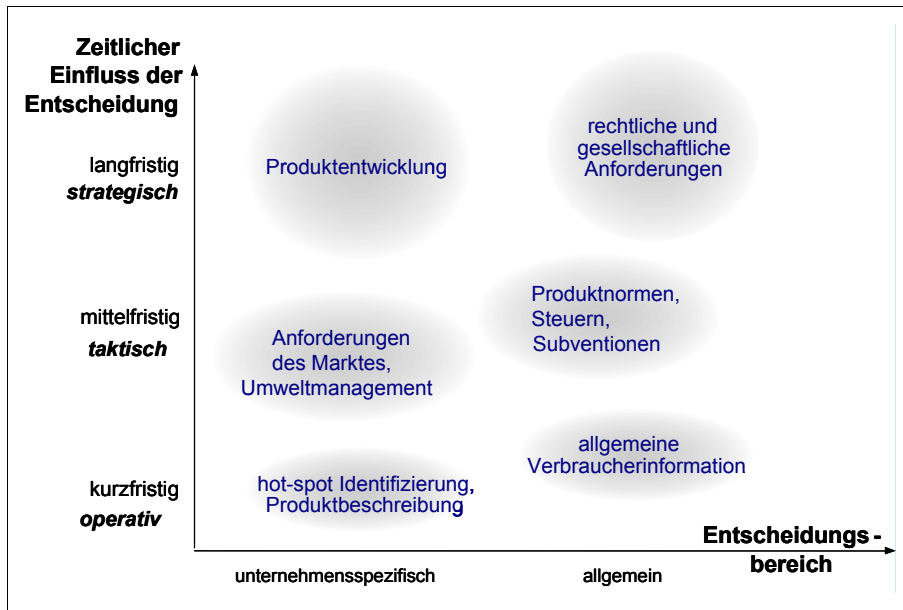 Zeitlicher
Einfluss der
Entscheidung
langfristig
strategisch
Produktentwicklung
rechtliche und
gesellschaftliche
Anforderungen
mittelfristig
taktisch
Anforderungen
des Marktes,
Umweltmanagement
Produktnormen,
Steuern,
Subventionen
kurzfristig
operativ
hot-spot Identifizierung,
Produktbeschreibung
allgemeine
Verbraucherinformation
Entscheidungs-
bereich
unternehmensspezifisch
allgemein